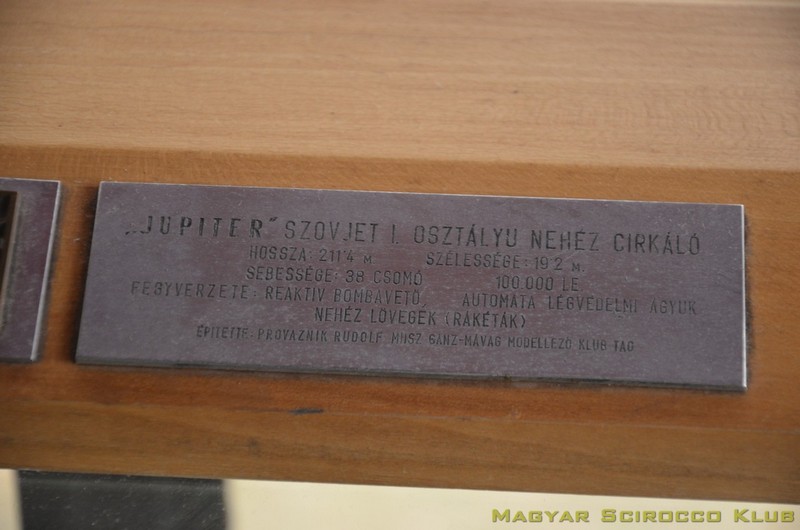 „JUPITER" SZOVJET I. OSZTÁLYU NEHÉZ CIRKÁLÓ
HOSSZA: 211'4 M. SZÉLESSÉGE: 19'2 M.
SEBESSÉGE: 38 CSOMÓ 100.000 LE.
FEGYVERZETE: REAKTIV BOMBAVETŐ, AUTOMATA LÉGVÉDELMI ÁGYUK
NEHÉZ LÖVEGEK (RAKÉTÁK)
ÉPITETTE: PROVAZNIK RUDOLF MHSZ GANZ-MÁVAG MODELLEZŐ KLUB TAG
MAGYAR SCIROCCO KLUB